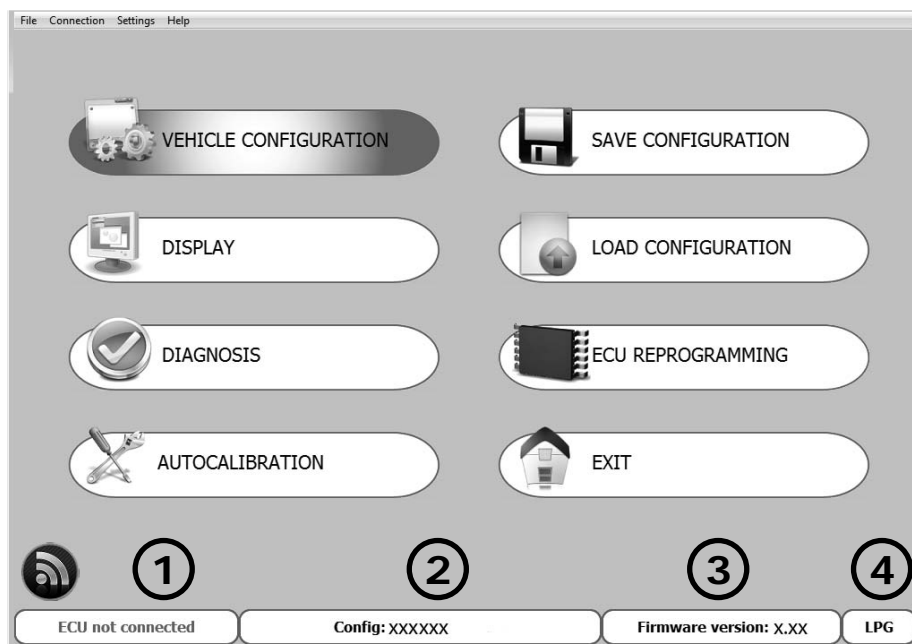 File Connection Settings Help
VEHICLE CONFIGURATION
SAVE CONFIGURATION
DISPLAY
LOAD CONFIGURATION
DIAGNOSIS
ECU REPROGRAMMING
AUTOCALIBRATION
EXIT
1 2 3 4
ECU not connected Config: XXXXXX Firmware version: X.XX LPG